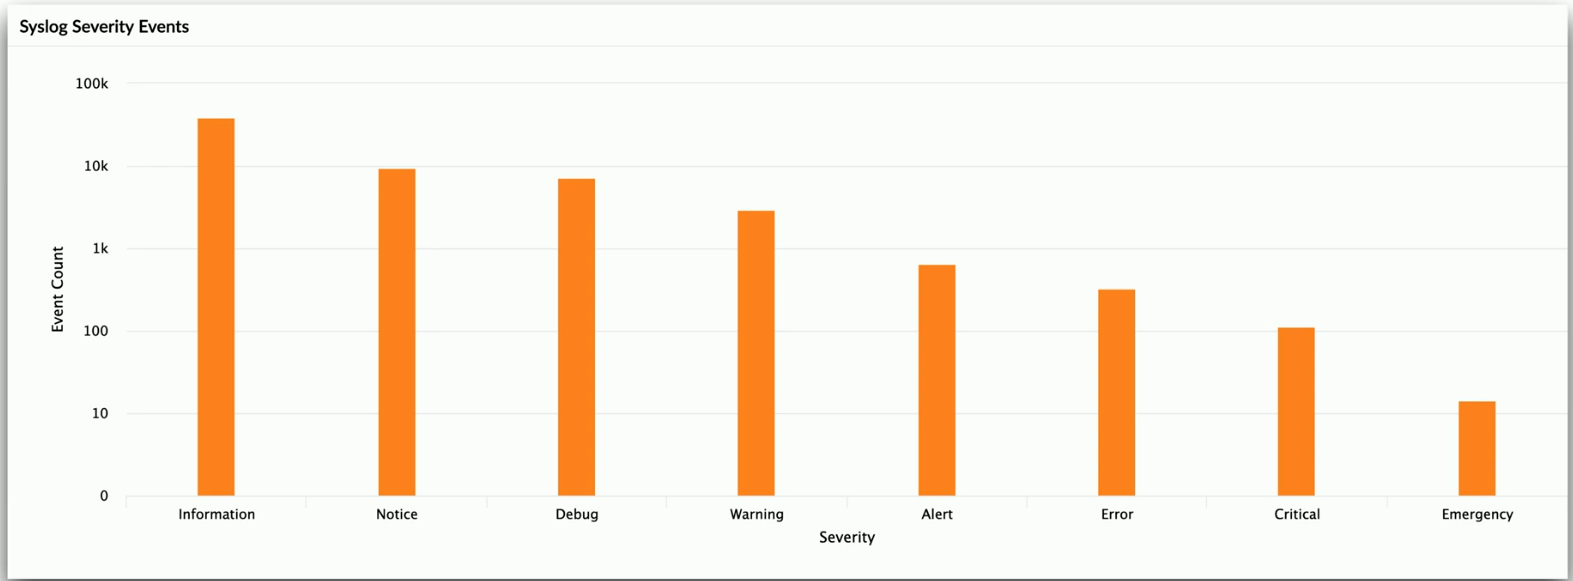 Syslog Severity Events
100k
10k
1k
100
10
0
Event Count
Information Notice Debug Warning Alert Error Critical Emergency
Severity